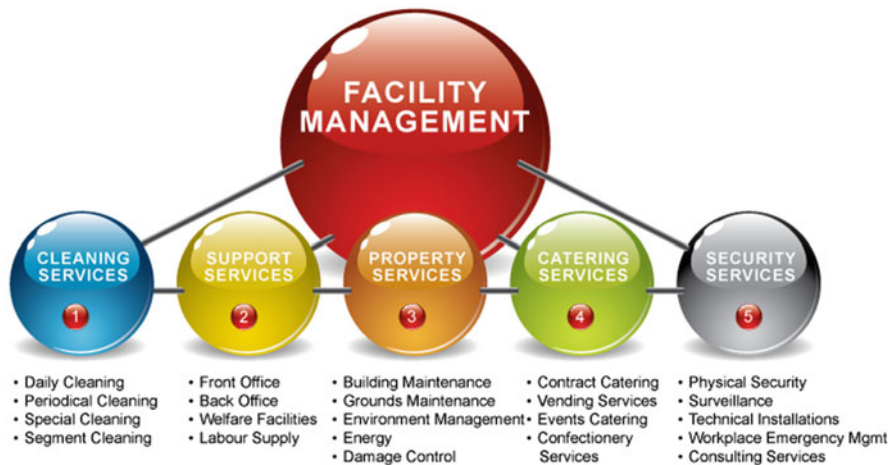 FACILITY
MANAGEMENT
CLEANING
SERVICES
1
SUPPORT
SERVICES
2
PROPERTY
SERVICES
3
CATERING
SERVICES
4
SECURITY
SERVICES
5
• Daily Cleaning
• Periodical Cleaning
• Special Cleaning
• Segment Cleaning
• Front Office
• Back Office
• Welfare Facilities
• Labour Supply
• Building Maintenance
• Grounds Maintenance
• Environment Management
• Energy
• Damage Control
• Contract Catering
• Vending Services
• Events Catering
• Confectionery
Services
• Physical Security
• Surveillance
• Technical Installations
• Workplace Emergency Mgmt
• Consulting Services